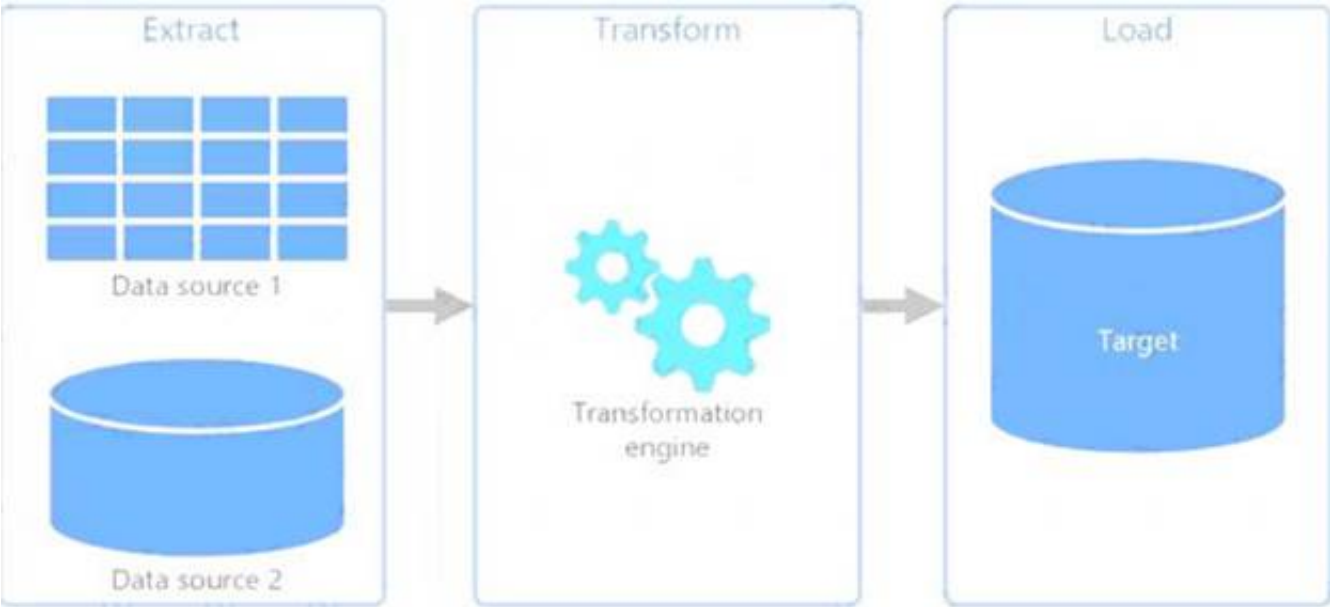 Extract
Data source 1
Data source 2
Transform
Transformation
engine
Load
Target